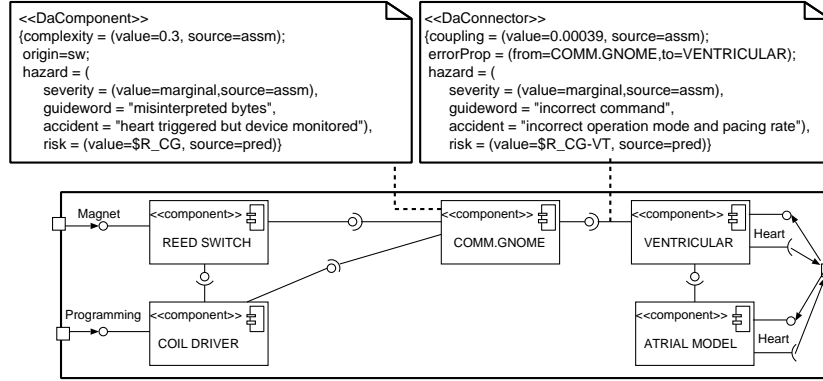 <<DaComponent>>
{complexity = (value=0.3, source=assm);
origin=sw;
hazard = (
severity = (value=marginal,source=assm),
guideword = "misinterpreted bytes",
accident = "heart triggered but device monitored"),
risk = (value=$R_CG, source=pred)}
<<DaConnector>>
{coupling = (value=0.00039, source=assm);
errorProp = (from=COMM.GNOME,to=VENTRICULAR);
hazard = (
severity = (value=marginal,source=assm),
guideword = "incorrect command",
accident = "incorrect operation mode and pacing rate"),
risk = (value=$R_CG-VT, source=pred)}
Magnet
<<component>>
REED SWITCH
<<component>>
COMM.GNOME
<<component>>
VENTRICULAR
Heart
Programming
<<component>>
COIL DRIVER
<<component>>
ATRIAL MODEL
Heart